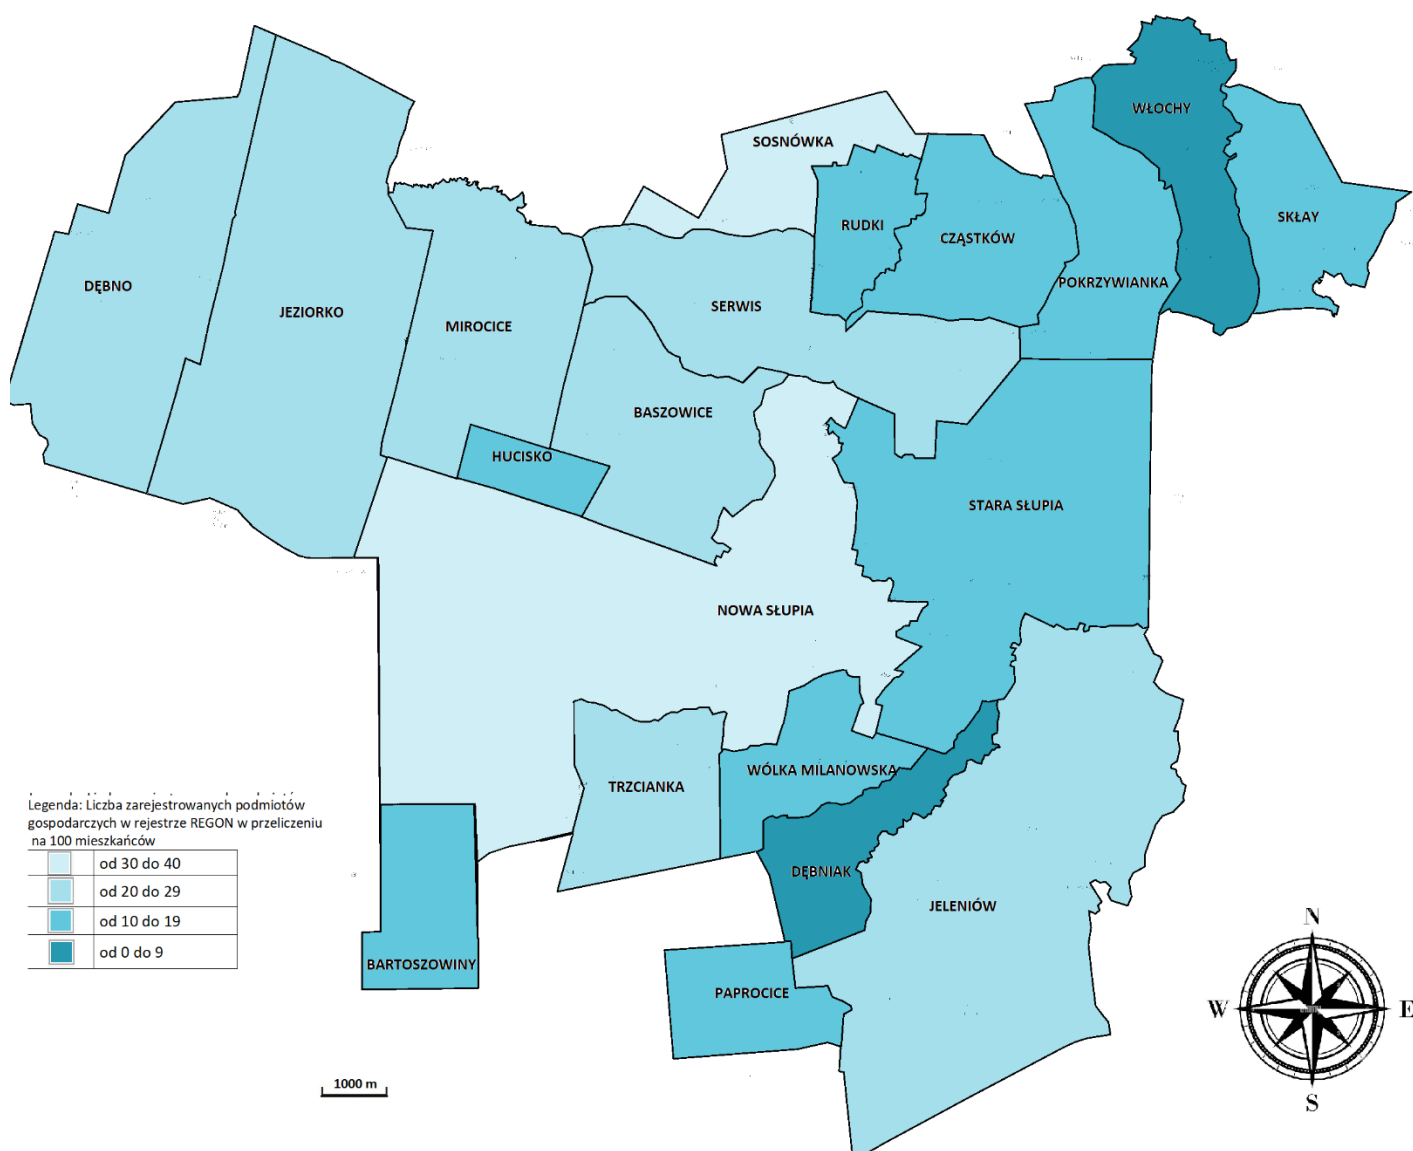 WŁOCHY
SOSNÓWKA
SKŁAY
RUDKI
CZĄSTKÓW
DĘBNO
POKRZYWIANKA
JEZIORKO
SERWIS
MIROCICE
BASZOWICE
HUCISKO
STARA SŁUPIA
NOWA SŁUPIA
WÓLKA MILANOWSKA
TRZCIANKA
Legenda: Liczba zarejestrowanych podmiotów
gospodarczych w rejestrze REGON w przeliczeniu
na 100 mieszkańców
od 30 do 40
od 20 do 29
od 10 do 19
od 0 do 9
DĘBNIAK
JELENIÓW
BARTOSZOWINY
PAPROCICE
1000 m
N
W
E
S